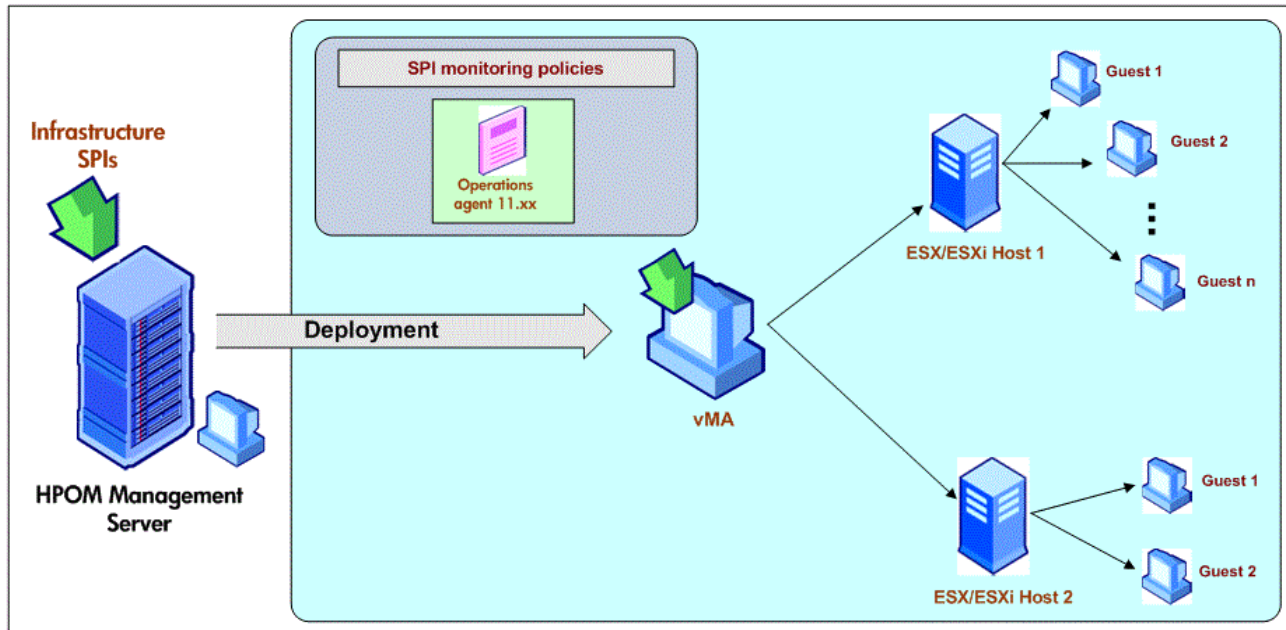 SPI monitoring policies
Operations
agent 11.xx
Infrastructure
SPIs
HPOM Management
Server
Deployment
vMA
ESX/ESXi Host 1
Guest 1
Guest 2
Guest n
ESX/ESXi Host 2
Guest 1
Guest 2